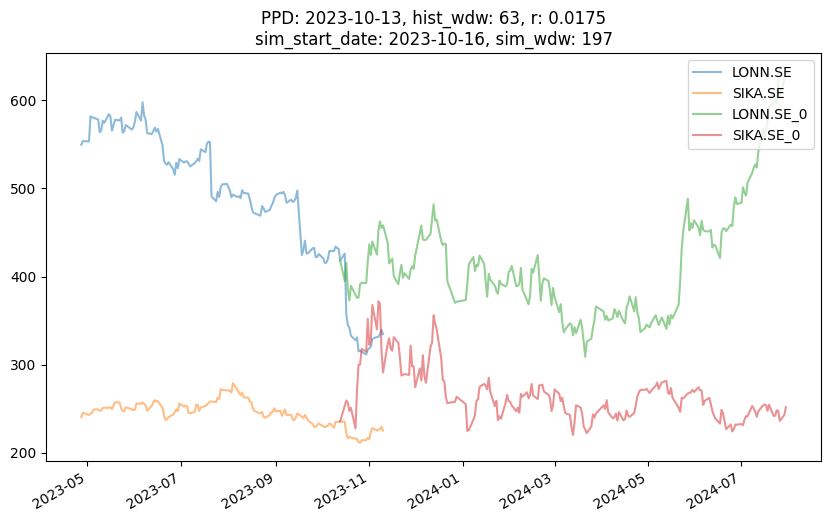 PPD: 2023-10-13, hist_wdw: 63, r: 0.0175
sim_start_date: 2023-10-16, sim_wdw: 197
LONN.SE
SIKA.SE
LONN.SE_0
SIKA.SE_0
600
500
400
300
200
2023-05
2023-07
2023-09
2023-11
2024-01
2024-03
2024-05
2024-07